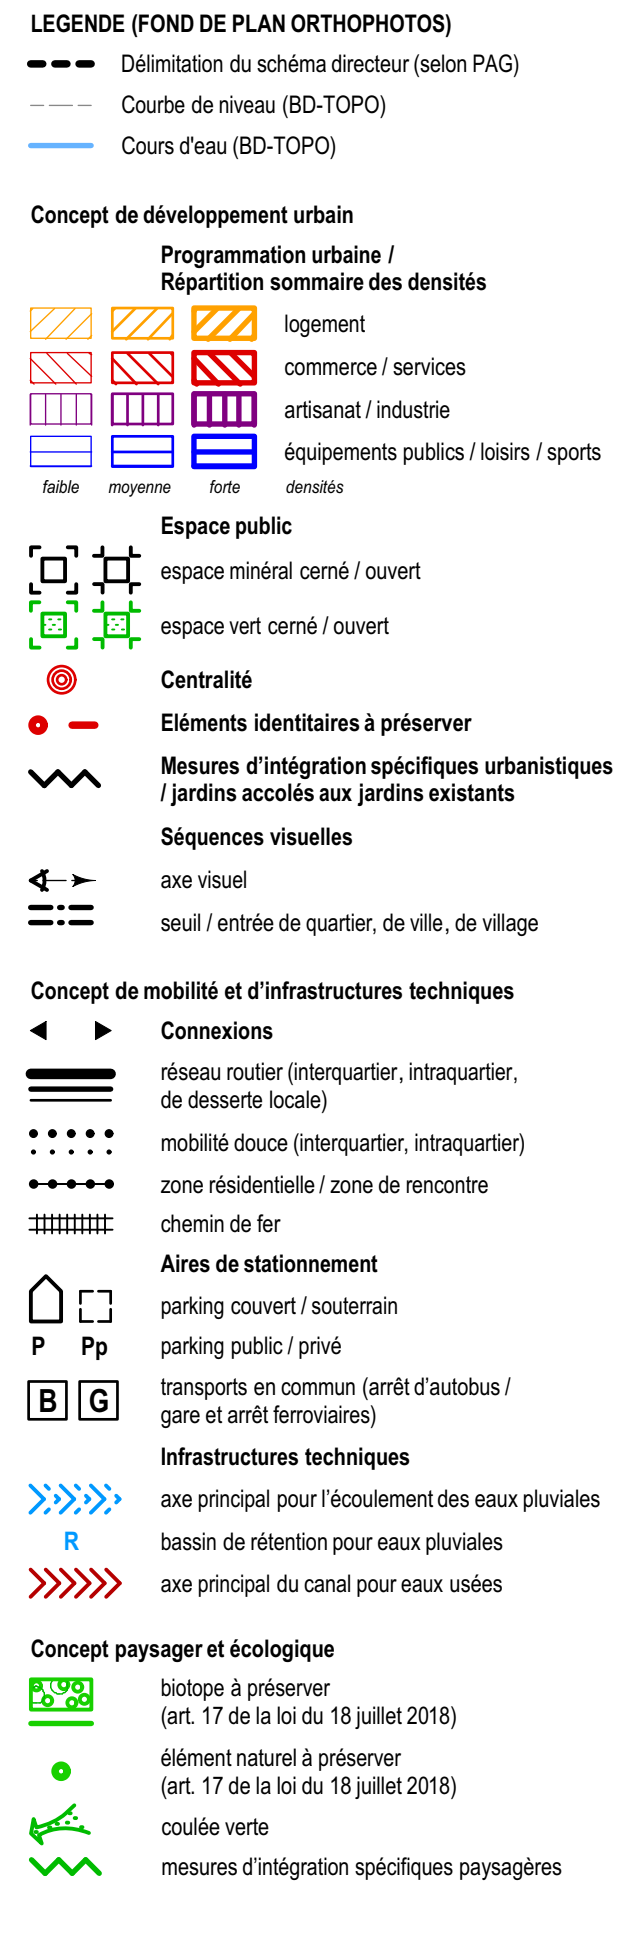 LEGENDE (FOND DE PLAN ORTHOPHOTOS)
Délimitation du schéma directeur (selon PAG)
Courbe de niveau (BD-TOPO)
Cours d'eau (BD-TOPO)
Concept de développement urbain
Programmation urbaine /
Répartition sommaire des densités
logement
commerce / services
artisanat / industrie
équipements publics / loisirs / sports
faible moyenne forte densités
Espace public
espace minéral cerné / ouvert
espace vert cerné / ouvert
Centralité
Eléments identitaires à préserver
Mesures d’intégration spécifiques urbanistiques
/ jardins accolés aux jardins existants
Séquences visuelles
axe visuel
seuil / entrée de quartier, de ville, de village
Concept de mobilité et d’infrastructures techniques
Connexions
réseau routier (interquartier, intraquartier,
de desserte locale)
mobilité douce (interquartier, intraquartier)
zone résidentielle / zone de rencontre
chemin de fer
Aires de stationnement
parking couvert / souterrain
P Pp parking public / privé
B G transports en commun (arrêt d’autobus /
gare et arrêt ferroviaires)
Infrastructures techniques
axe principal pour l’écoulement des eaux pluviales
R bassin de rétention pour eaux pluviales
axe principal du canal pour eaux usées
Concept paysager et écologique
biotope à préserver
(art. 17 de la loi du 18 juillet 2018)
élément naturel à préserver
(art. 17 de la loi du 18 juillet 2018)
coulée verte
mesures d’intégration spécifiques paysagères